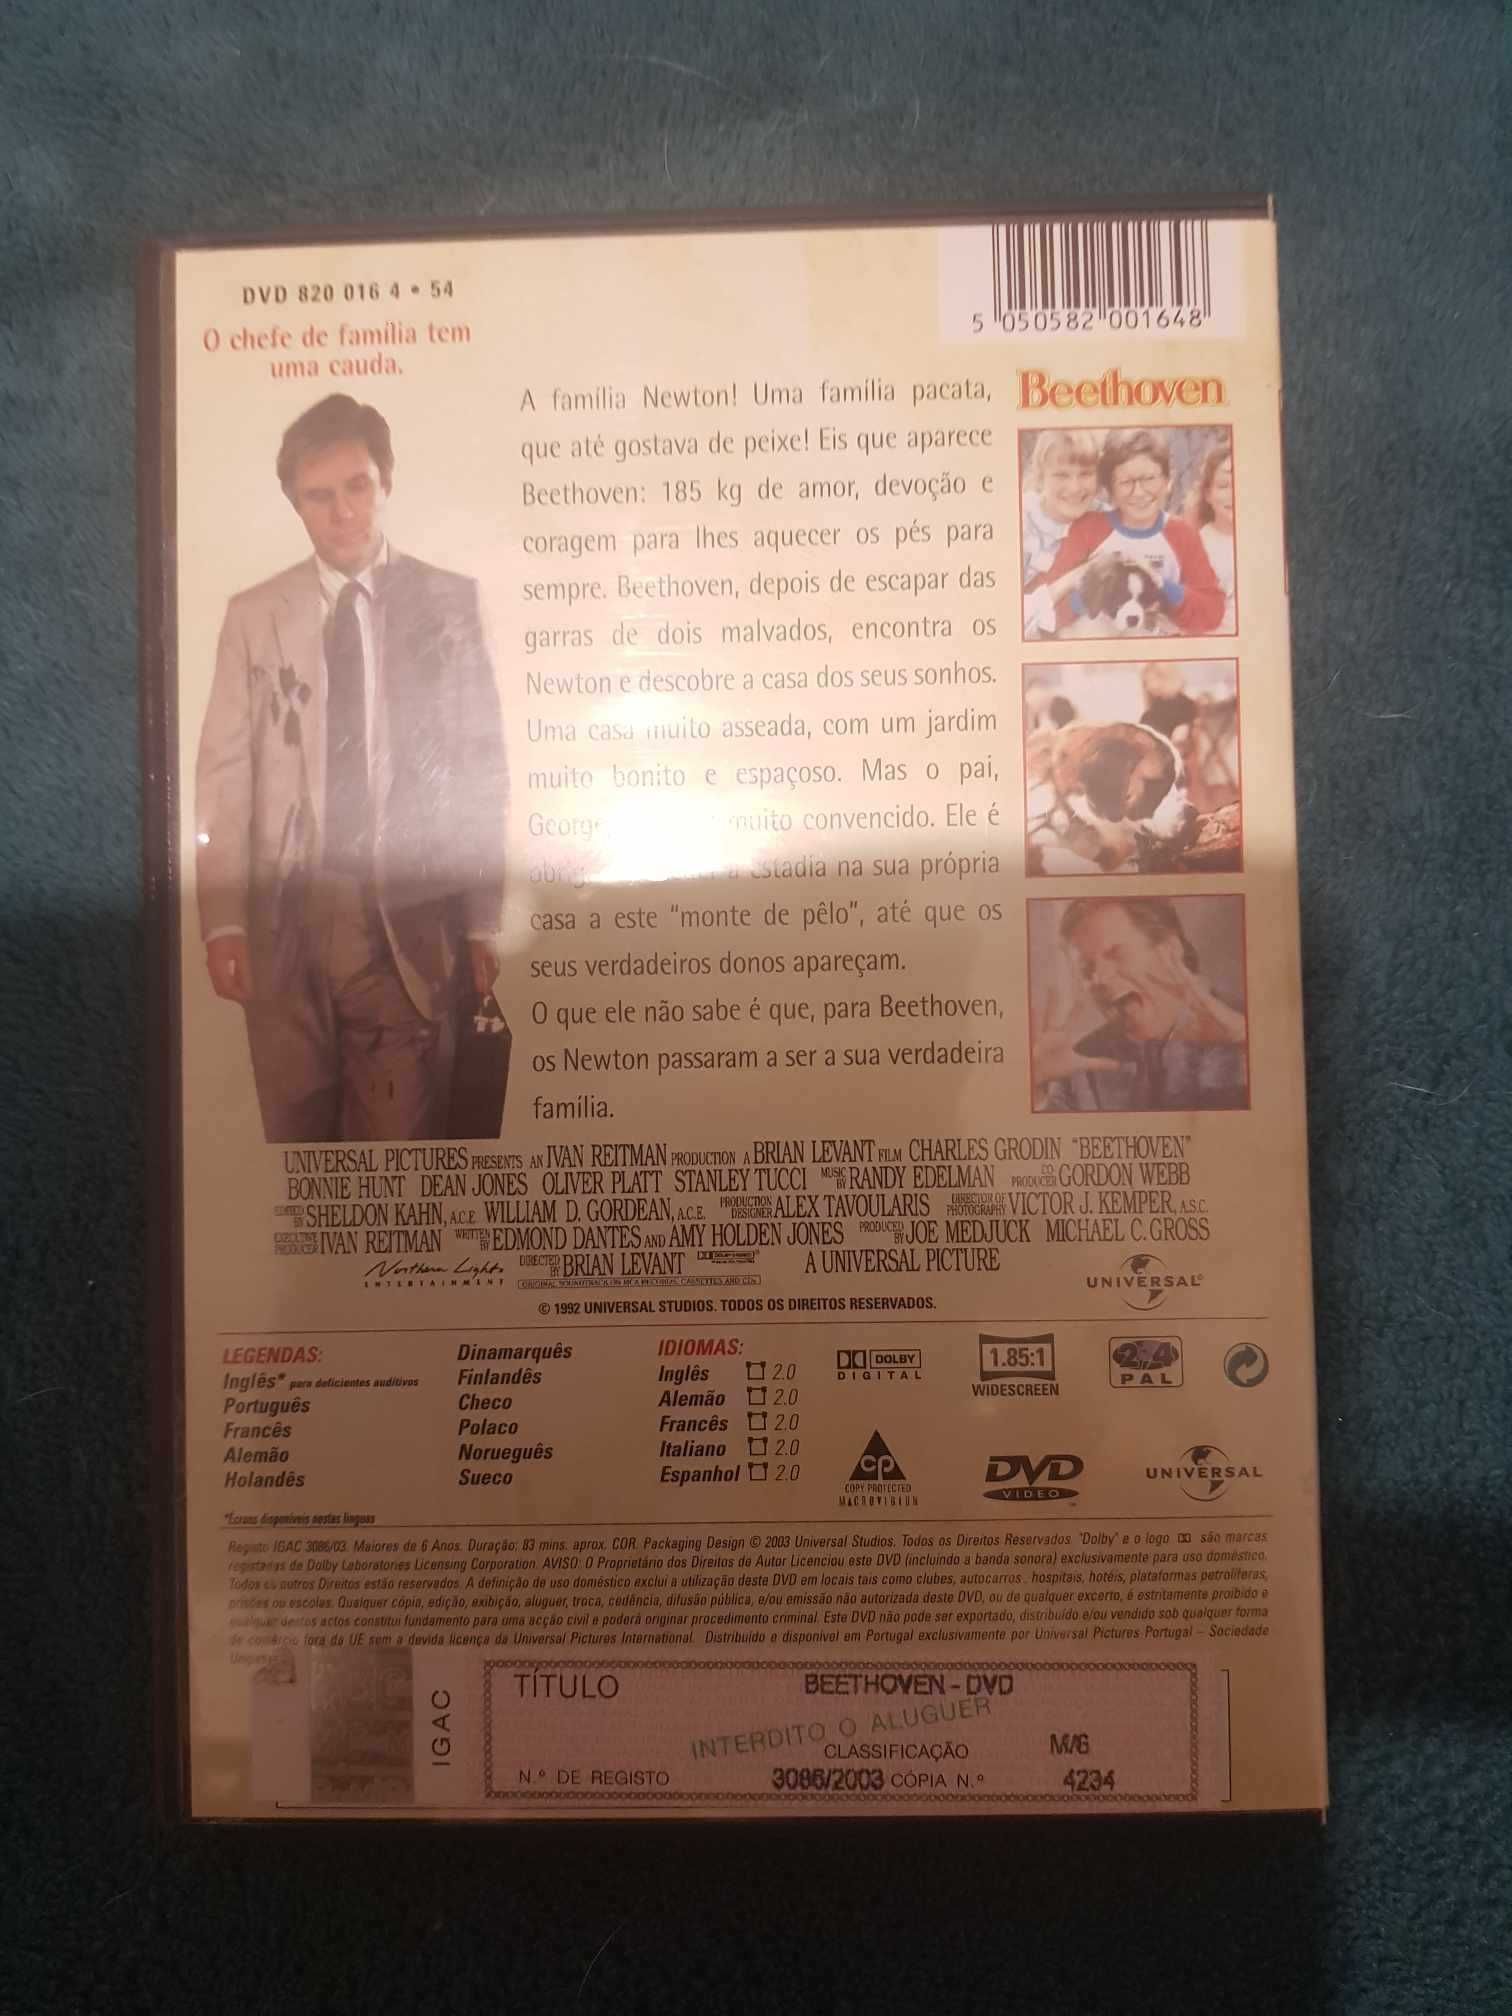 DVD 820 016 4 • 54
5 050582 001648
O chefe de família tem
uma cauda.
Beethoven
A família Newton! Uma família pacata,
que até gostava de peixe! Eis que aparece
Beethoven: 185 kg de amor, devoção e
coragem para lhes aquecer os pés para
sempre. Beethoven, depois de escapar das
garras de dois malvados, encontra os
Newton e descobre a casa dos seus sonhos.
Uma casa muito asseada, com um jardim
muito bonito e espaçoso. Mas o pai,
muito convencido. Ele é
estadia na sua própria
casa a este "monte de pêlo", até que os
seus verdadeiros donos apareçam.
O que ele não sabe é que, para Beethoven,
os Newton passaram a ser a sua verdadeira
família.
UNIVERSAL PICTURES PRESENTS AN IVAN REITMAN PRODUCTION A BRIAN LEVANT FILM CHARLES GRODIN "BEETHOVEN"
BONNIE HUNT DEAN JONES OLIVER PLATT STANLEY TUCCI MUSIC BY RANDY EDELMAN CO-PRODUCER GORDON WEBB
EDITED BY SHELDON KAHN, A.C.E. WILLIAM D. GORDEAN, A.C.E. PRODUCTION DESIGNER ALEX TAVOULARIS DIRECTOR OF PHOTOGRAPHY VICTOR J. KEMPER, A.S.C.
EXECUTIVE PRODUCER IVAN REITMAN WRITTEN BY EDMOND DANTES AND AMY HOLDEN JONES PRODUCED BY JOE MEDJUCK MICHAEL C. GROSS
Northern Lights ENTERTAINMENT DIRECTED BY BRIAN LEVANT A UNIVERSAL PICTURE
ORIGINAL SOUNDTRACK ON MCA RECORDS, CASSETTES AND CDs
UNIVERSAL
© 1992 UNIVERSAL STUDIOS. TODOS OS DIREITOS RESERVADOS.
LEGENDAS:
Inglês* para deficientes auditivos
Português
Francês
Alemão
Holandês
Dinamarquês
Finlandês
Checo
Polaco
Norueguês
Sueco
IDIOMAS:
Inglês 2.0
Alemão 2.0
Francês 2.0
Italiano 2.0
Espanhol 2.0
DOLBY
DIGITAL
1.85:1
WIDESCREEN
2 4
PAL
CP
COPY PROTECTED
MACROVISION
DVD
VIDEO
UNIVERSAL
*Ecrans disponíveis nestas línguas
Registo IGAC 3086/03. Maiores de 6 Anos. Duração: 83 mins. aprox. COR. Packaging Design © 2003 Universal Studios. Todos os Direitos Reservados. "Dolby" e o logo são marcas
registadas de Dolby Laboratories Licensing Corporation. AVISO: O Proprietário dos Direitos de Autor Licenciou este DVD (incluindo a banda sonora) exclusivamente para uso doméstico.
Todos os outros Direitos estão reservados. A definição de uso doméstico exclui a utilização deste DVD em locais tais como clubes, autocarros, hospitais, hotéis, plataformas petrolíferas,
prisões ou escolas. Qualquer cópia, edição, exibição, aluguer, troca, cedência, difusão pública, e/ou emissão não autorizada deste DVD, ou de qualquer excerto, é estritamente proibido e
qualquer destes actos constitui fundamento para uma acção civil e poderá originar procedimento criminal. Este DVD não pode ser exportado, distribuído e/ou vendido sob qualquer forma
de comércio fora da UE sem a devida licença da Universal Pictures International. Distribuído e disponível em Portugal exclusivamente por Universal Pictures Portugal – Sociedade
IGAC
TÍTULO BEETHOVEN - DVD
INTERDITO O ALUGUER
CLASSIFICAÇÃO M/6
N.º DE REGISTO 3086/2003 CÓPIA N.º 4234